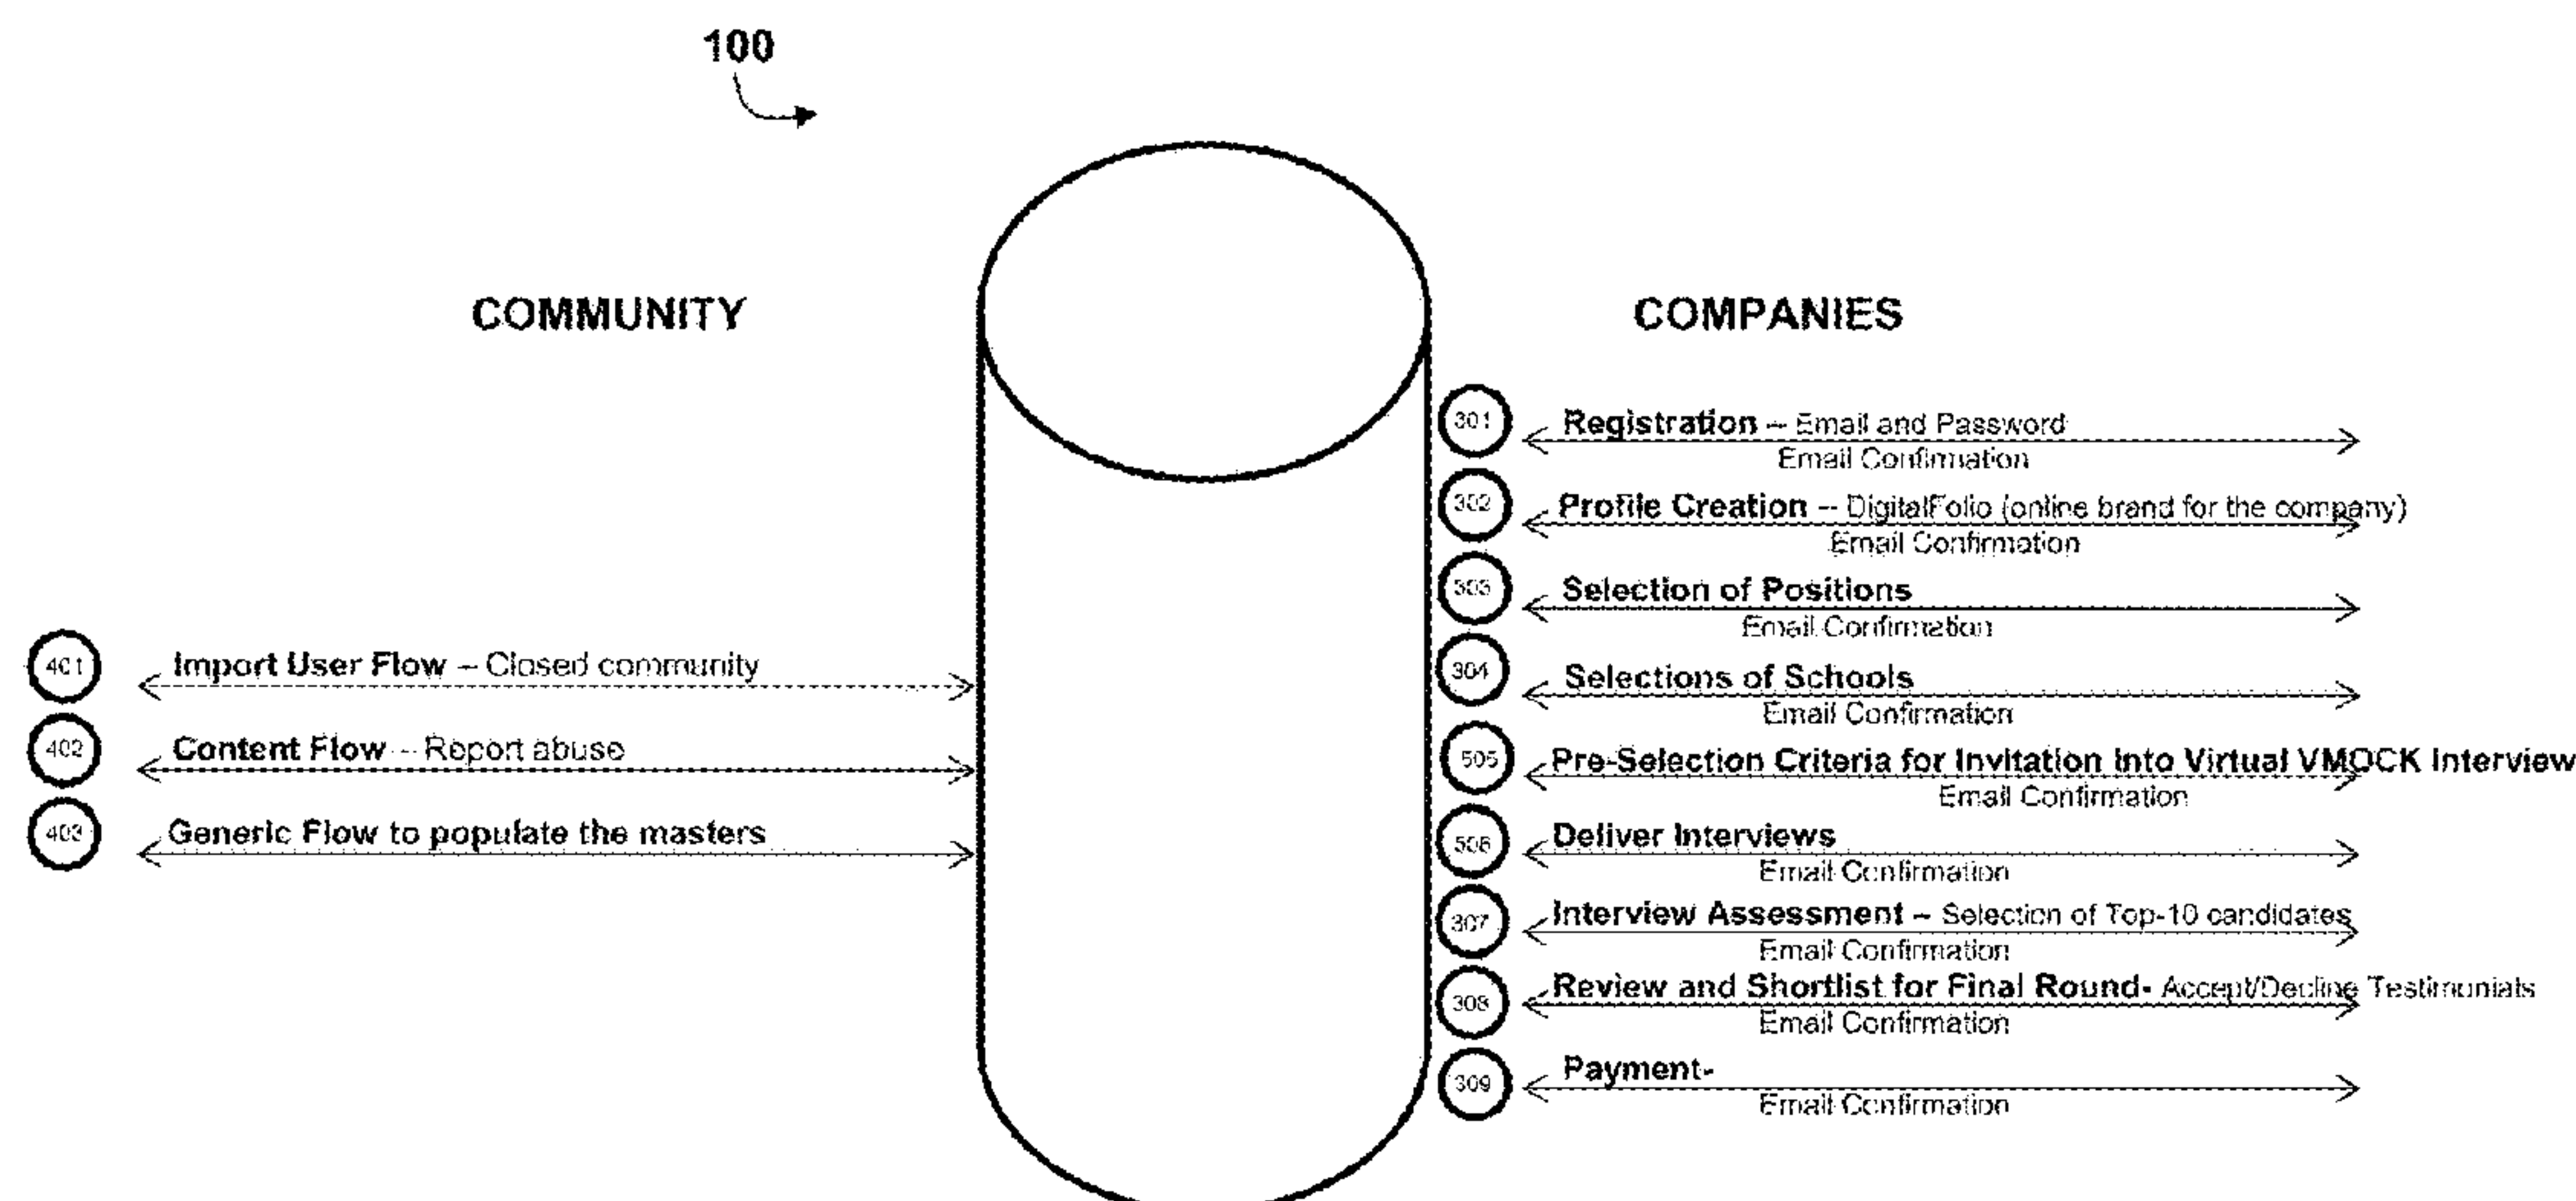 100
COMMUNITY
COMPANIES
301
Registration – Email and Password
Email Confirmation
302
Profile Creation -- DigitalFolio (online brand for the company)
Email Confirmation
303
Selection of Positions
Email Confirmation
304
Selections of Schools
Email Confirmation
505
Pre-Selection Criteria for Invitation into Virtual VMOCK Interview
Email Confirmation
506
Deliver Interviews
Email Confirmation
307
Interview Assessment – Selection of Top-10 candidates
Email Confirmation
308
Review and Shortlist for Final Round- Accept/Decline Testimonials
Email Confirmation
309
Payment-
Email Confirmation
401
Import User Flow – Closed community
402
Content Flow -- Report abuse
403
Generic Flow to populate the masters